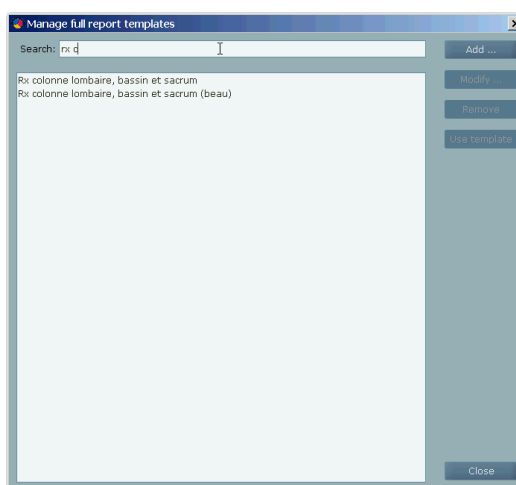 Manage full report templates
Search: rx c
Add ...
Rx colonne lombaire, bassin et sacrum
Modify ...
Rx colonne lombaire, bassin et sacrum (beau)
Remove
Use template
Close